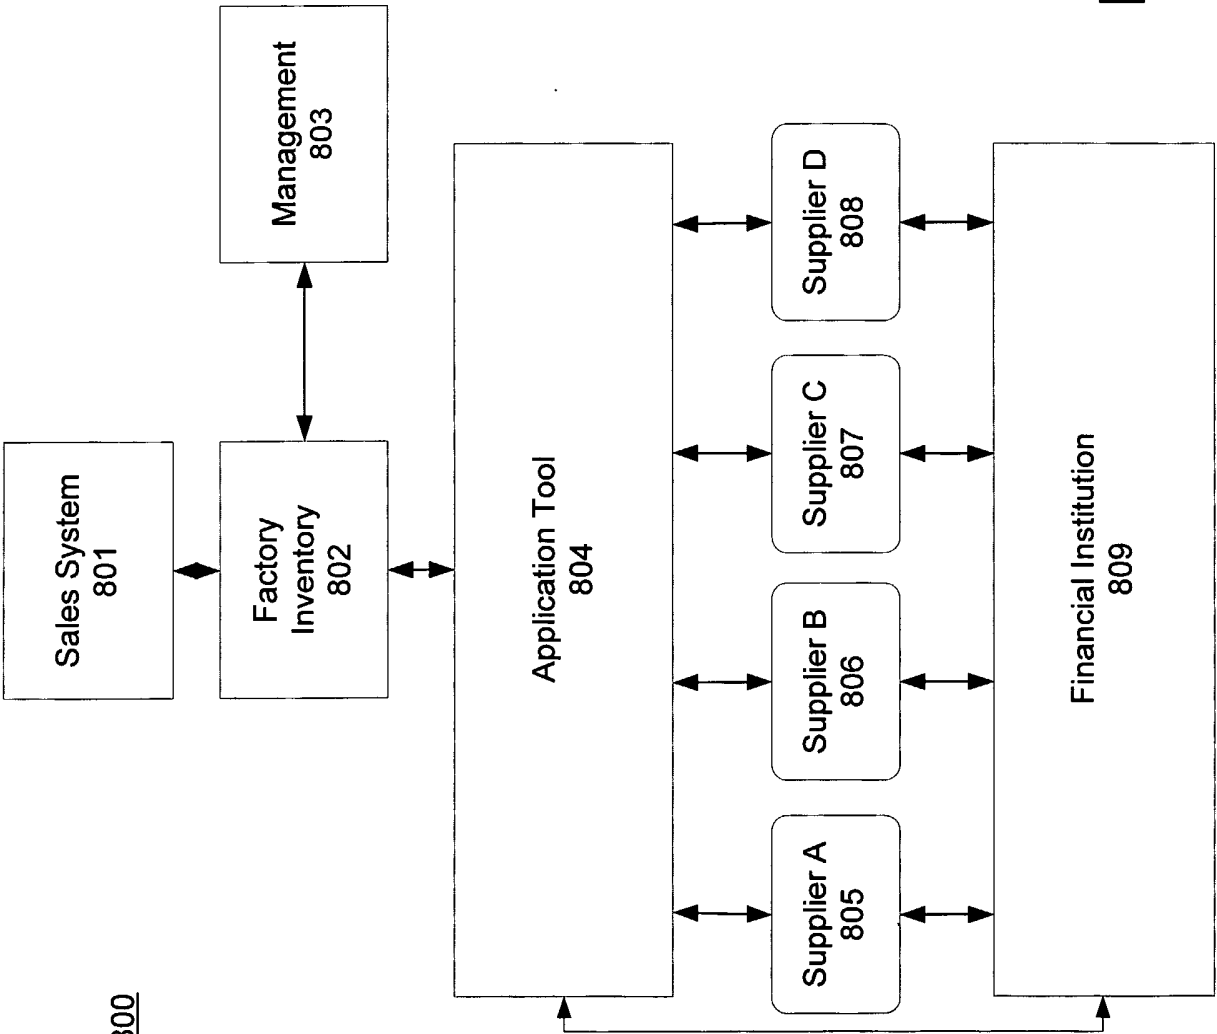 Sales System
801
Factory
Inventory
802
Management
803
Application Tool
804
Supplier A
805
Supplier B
806
Supplier C
807
Supplier D
808
Financial Institution
809